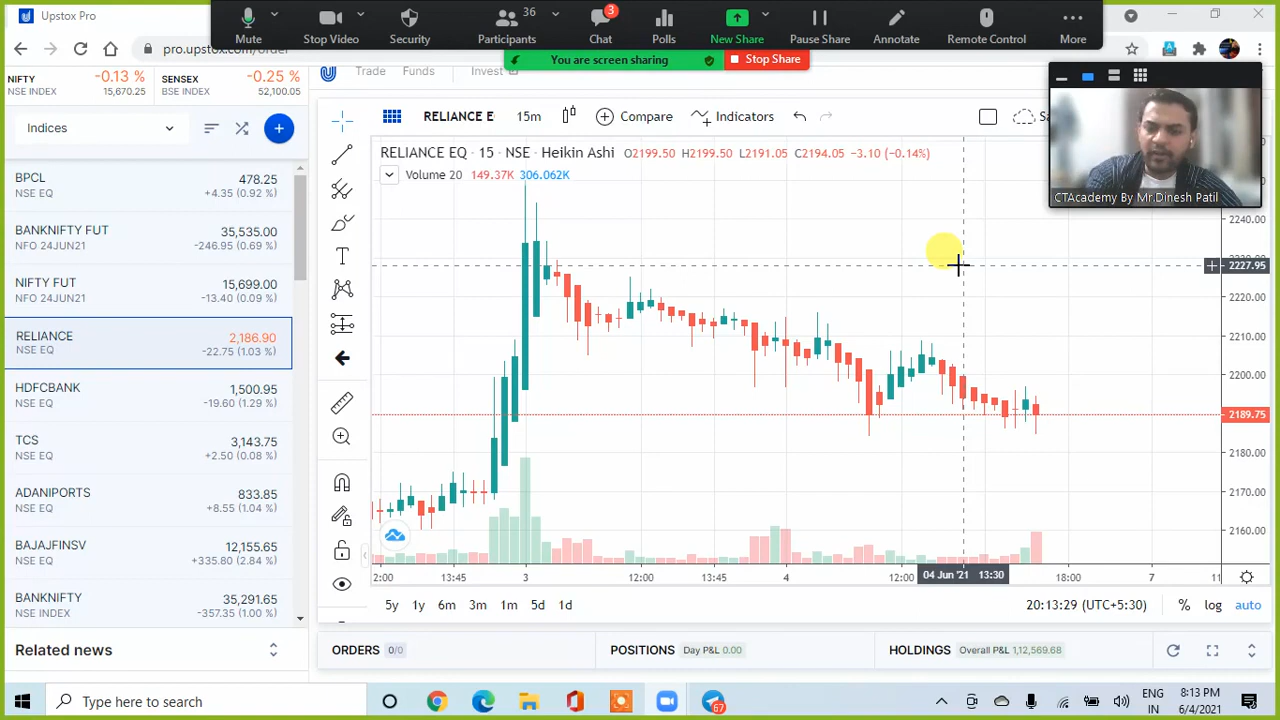 Upstox Pro
Mute
Stop Video
Security
36
Participants
3
Chat
Polls
New Share
Pause Share
Annotate
Remote Control
More
You are screen sharing
Stop Share
pro.upstox.com/order
NIFTY
-0.13 %
NSE INDEX
15,670.25
SENSEX
-0.25 %
BSE INDEX
52,100.05
Trade
Funds
Invest
Indices
RELIANCE E
15m
Compare
Indicators
CTAcademy By Mr.Dinesh Patil
RELIANCE EQ · 15 · NSE · Heikin Ashi O2199.50 H2199.50 L2191.05 C2194.05 −3.10 (−0.14%)
Volume 20 149.37K 306.062K
BPCL
478.25
NSE EQ
+4.35 (0.92 %)
BANKNIFTY FUT
35,535.00
NFO 24JUN21
-246.95 (0.69 %)
NIFTY FUT
15,699.00
NFO 24JUN21
-13.40 (0.09 %)
RELIANCE
2,186.90
NSE EQ
-22.75 (1.03 %)
HDFCBANK
1,500.95
NSE EQ
-19.60 (1.29 %)
TCS
3,143.75
NSE EQ
+2.50 (0.08 %)
ADANIPORTS
833.85
NSE EQ
+8.55 (1.04 %)
BAJAJFINSV
12,155.65
NSE EQ
+335.80 (2.84 %)
BANKNIFTY
35,291.65
NSE INDEX
-357.35 (1.00 %)
Related news
2240.00
2227.95
2220.00
2210.00
2200.00
2189.75
2180.00
2170.00
2160.00
2:00
13:45
3
12:00
13:45
4
12:00
04 Jun '21 13:30
18:00
7
11
5y
1y
6m
3m
1m
5d
1d
20:13:29 (UTC+5:30)
%
log
auto
ORDERS 0/0
POSITIONS Day P&L 0.00
HOLDINGS Overall P&L 1,12,569.68
Type here to search
67
ENG
IN
8:13 PM
6/4/2021